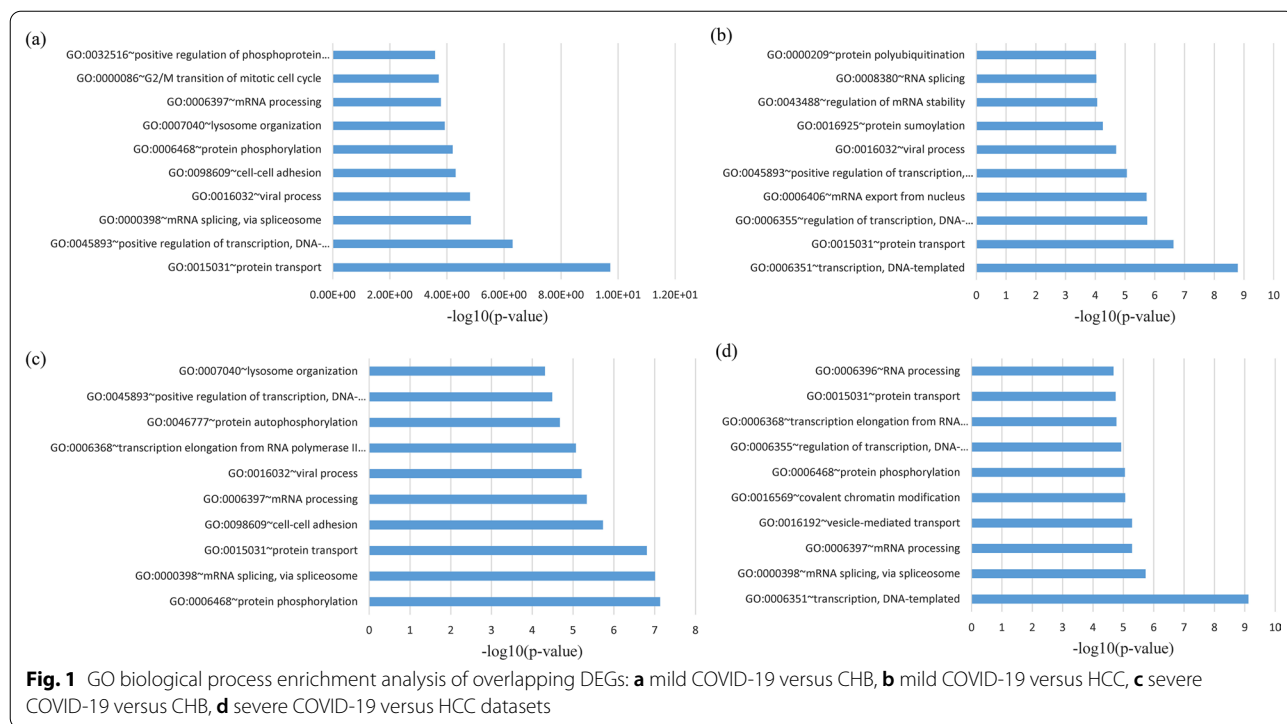 (a)
GO:0032516~positive regulation of phosphoprotein...
GO:0000086~G2/M transition of mitotic cell cycle
GO:0006397~mRNA processing
GO:0007040~lysosome organization
GO:0006468~protein phosphorylation
GO:0098609~cell-cell adhesion
GO:0016032~viral process
GO:0000398~mRNA splicing, via spliceosome
GO:0045893~positive regulation of transcription, DNA-...
GO:0015031~protein transport
0.00E+00 2.00E+00 4.00E+00 6.00E+00 8.00E+00 1.00E+01 1.20E+01
-log10(p-value)
(b)
GO:0000209~protein polyubiquitination
GO:0008380~RNA splicing
GO:0043488~regulation of mRNA stability
GO:0016925~protein sumoylation
GO:0016032~viral process
GO:0045893~positive regulation of transcription,...
GO:0006406~mRNA export from nucleus
GO:0006355~regulation of transcription, DNA-...
GO:0015031~protein transport
GO:0006351~transcription, DNA-templated
0 1 2 3 4 5 6 7 8 9 10
-log10(p-value)
(c)
GO:0007040~lysosome organization
GO:0045893~positive regulation of transcription, DNA-...
GO:0046777~protein autophosphorylation
GO:0006368~transcription elongation from RNA polymerase II...
GO:0016032~viral process
GO:0006397~mRNA processing
GO:0098609~cell-cell adhesion
GO:0015031~protein transport
GO:0000398~mRNA splicing, via spliceosome
GO:0006468~protein phosphorylation
0 1 2 3 4 5 6 7 8
-log10(p-value)
(d)
GO:0006396~RNA processing
GO:0015031~protein transport
GO:0006368~transcription elongation from RNA...
GO:0006355~regulation of transcription, DNA-...
GO:0006468~protein phosphorylation
GO:0016569~covalent chromatin modification
GO:0016192~vesicle-mediated transport
GO:0006397~mRNA processing
GO:0000398~mRNA splicing, via spliceosome
GO:0006351~transcription, DNA-templated
0 1 2 3 4 5 6 7 8 9 10
-log10(p-value)
Fig. 1 GO biological process enrichment analysis of overlapping DEGs: a mild COVID-19 versus CHB, b mild COVID-19 versus HCC, c severe
COVID-19 versus CHB, d severe COVID-19 versus HCC datasets